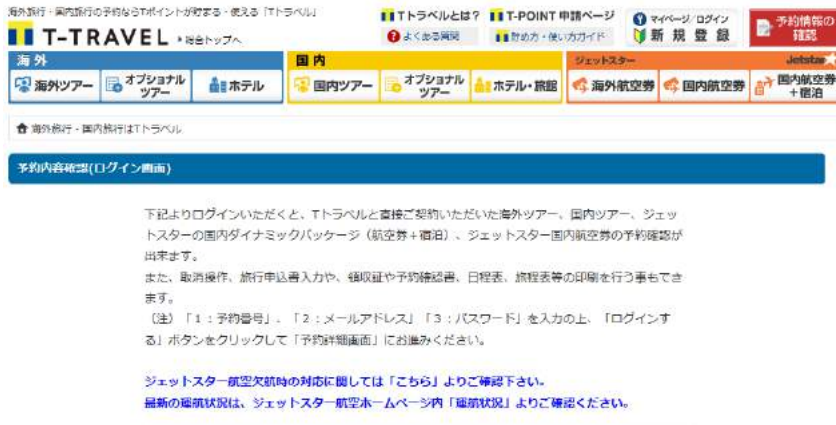 海外旅行・国内旅行の予約ならTポイントが貯まる・使える「Tトラベル」
Tトラベルとは?
T-POINT 申請ページ
マイページ/ログイン
予約情報の
確認
T-TRAVEL
総合トップへ
よくある質問
貯め方・使い方ガイド
新規登録
海外
国内
ジェットスター
Jetstar
海外ツアー
オプショナル
ツアー
ホテル
国内ツアー
オプショナル
ツアー
ホテル・旅館
海外航空券
国内航空券
国内航空券
+宿泊
海外旅行・国内旅行はTトラベル
予約内容確認(ログイン画面)
下記よりログインいただくと、Tトラベルと直接ご契約いただいた海外ツアー、国内ツアー、ジェッ
トスターの国内ダイナミックパッケージ(航空券+宿泊)、ジェットスター国内航空券の予約確認が
出来ます。
また、取消操作、旅行申込書入力や、領収証や予約確認書、日程表、旅程表等の印刷を行う事もでき
ます。
(注)「1:予約番号」、「2:メールアドレス」「3:パスワード」を入力の上、「ログインす
る」ボタンをクリックして「予約詳細画面」にお進みください。
ジェットスター航空欠航時の対応に関しては「こちら」よりご確認下さい。
最新の運航状況は、ジェットスター航空ホームページ内「運航状況」よりご確認ください。